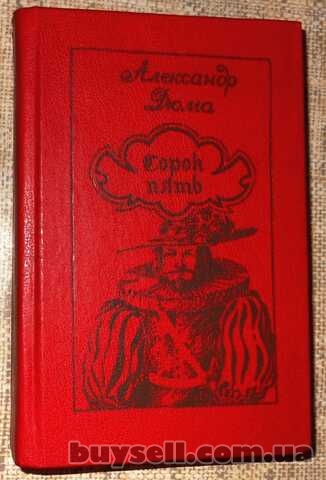 Александр
Дюма
Сорок
пять
buysell.com.ua